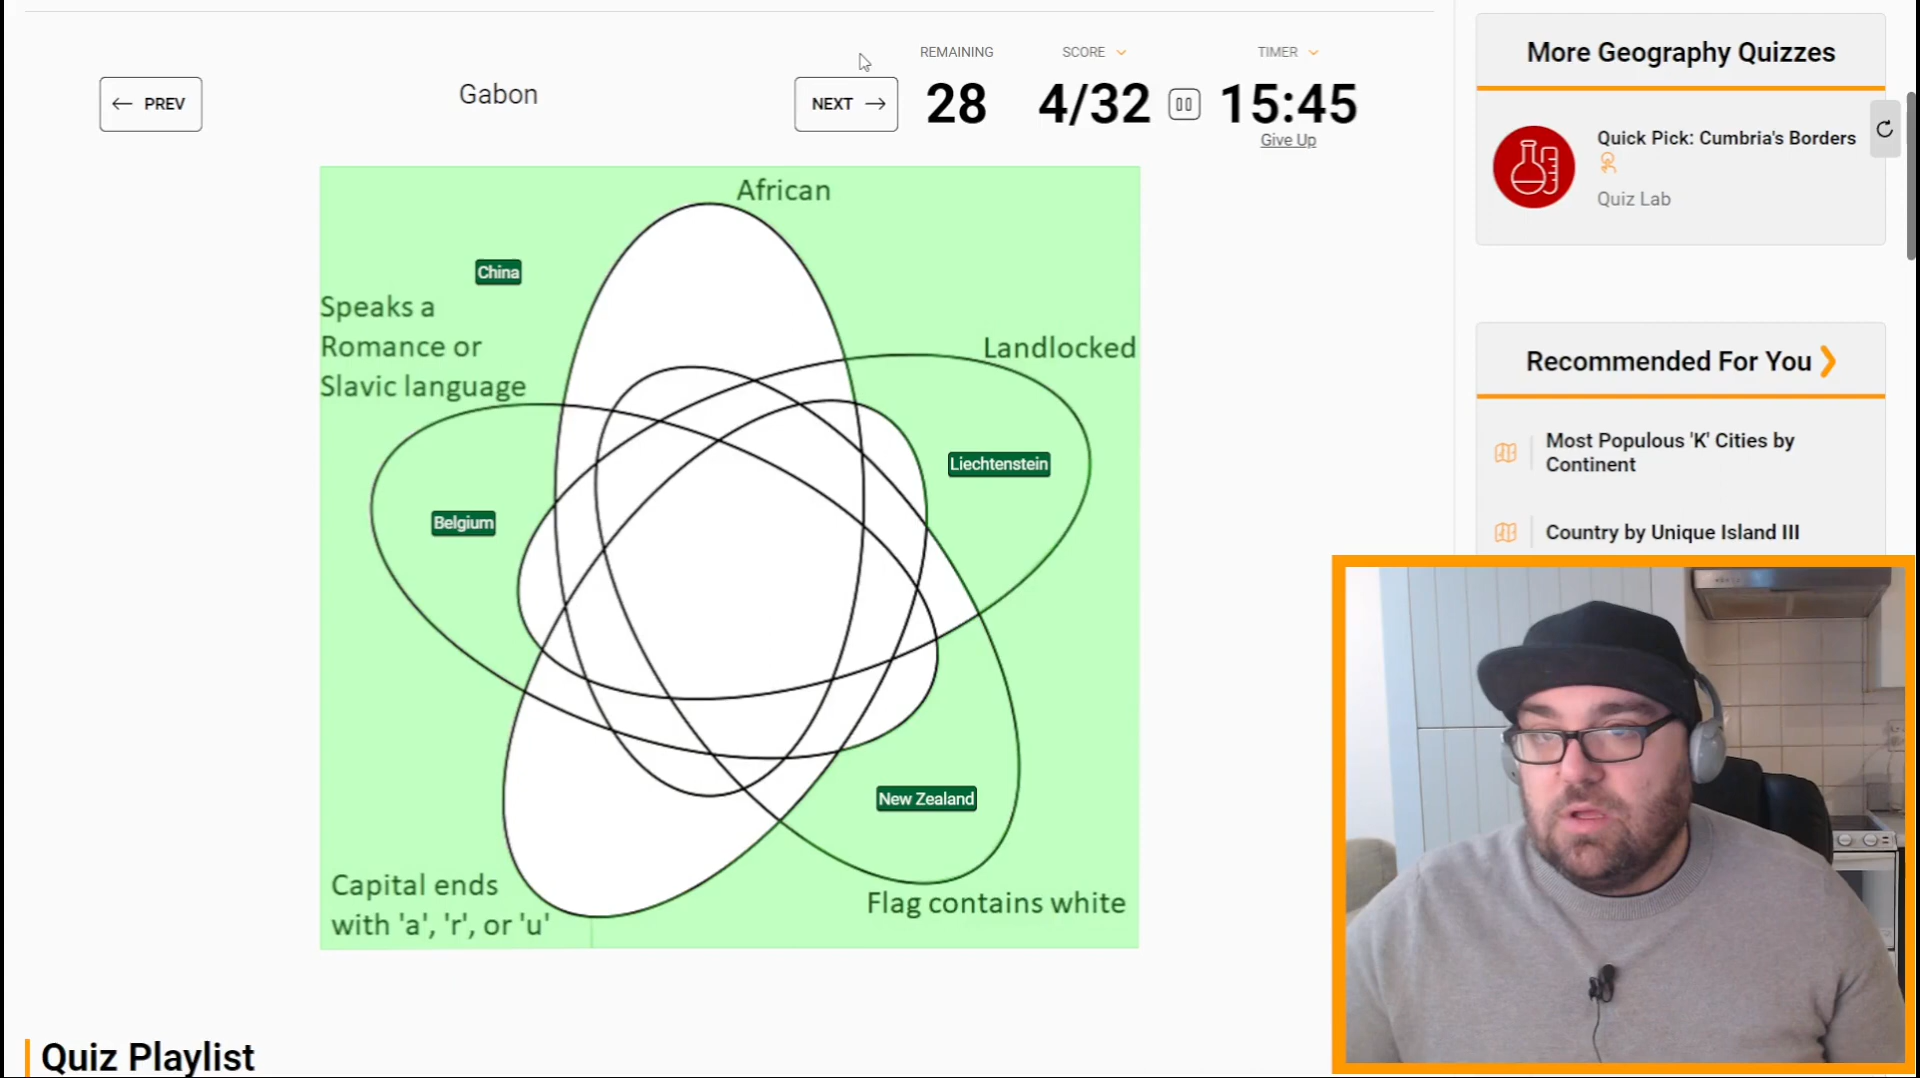 PREV
Gabon
NEXT
REMAINING
28
SCORE
4/32
TIMER
15:45
Give Up
African
China
Speaks a
Romance or
Slavic language
Landlocked
Liechtenstein
Belgium
New Zealand
Capital ends
with 'a', 'r', or 'u'
Flag contains white
Quiz Playlist
More Geography Quizzes
Quick Pick: Cumbria's Borders
Quiz Lab
Recommended For You
Most Populous 'K' Cities by
Continent
Country by Unique Island III